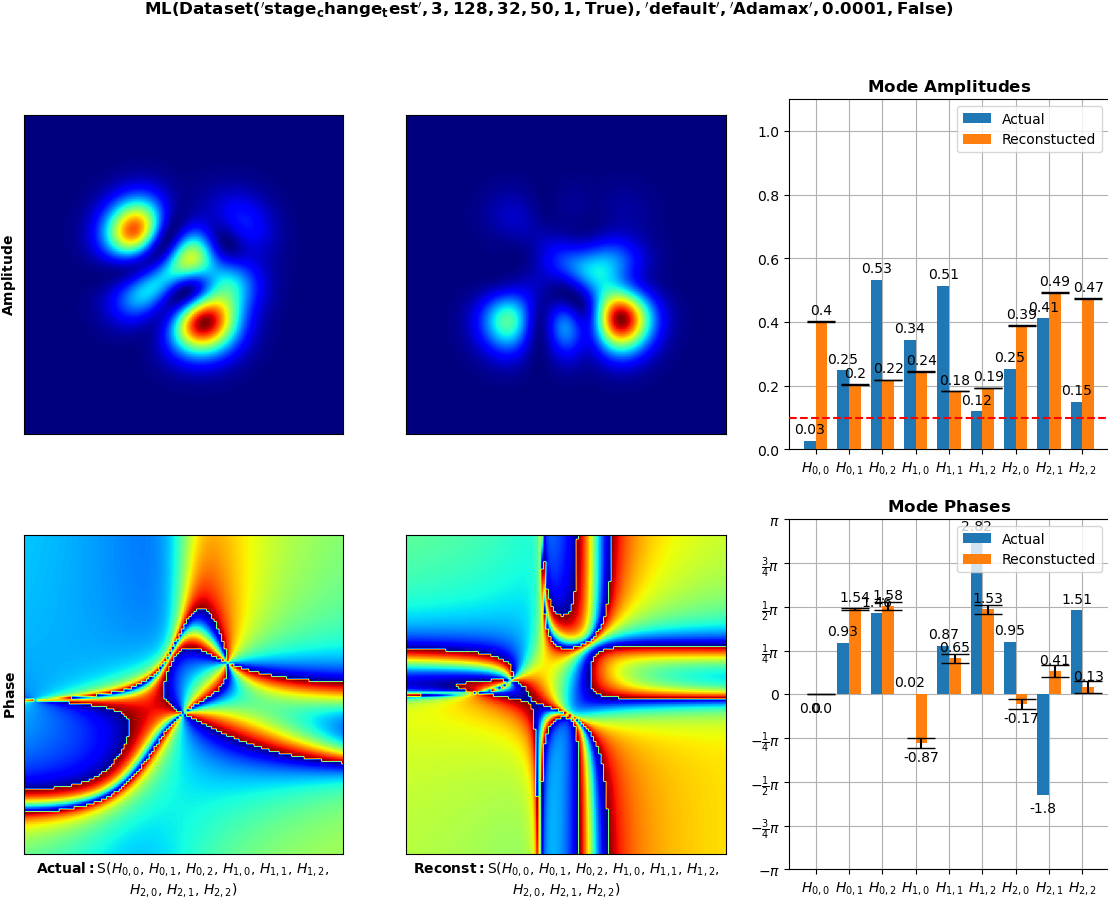 ML(Dataset('stage_change_test', 3, 128, 32, 50, 1, True), 'default', 'Adamax', 0.0001, False)
Amplitude
Mode Amplitudes
Actual
Reconstucted
1.0
0.8
0.6
0.4
0.2
0.0
0.03 0.25 0.53 0.34 0.51 0.12 0.25 0.41 0.15
0.4 0.2 0.22 0.24 0.18 0.19 0.39 0.49 0.47
H0,0 H0,1 H0,2 H1,0 H1,1 H1,2 H2,0 H2,1 H2,2
Phase
Mode Phases
Actual
Reconstucted
π
3/4π
1/2π
1/4π
0
−1/4π
−1/2π
−3/4π
−π
0.0 0.93 1.46 0.02 0.87 2.82 0.95 -1.8 1.51
0.0 1.54 1.58 -0.87 0.65 1.53 -0.17 0.41 0.13
H0,0 H0,1 H0,2 H1,0 H1,1 H1,2 H2,0 H2,1 H2,2
Actual: S(H0,0, H0,1, H0,2, H1,0, H1,1, H1,2,
H2,0, H2,1, H2,2)
Reconst: S(H0,0, H0,1, H0,2, H1,0, H1,1, H1,2,
H2,0, H2,1, H2,2)